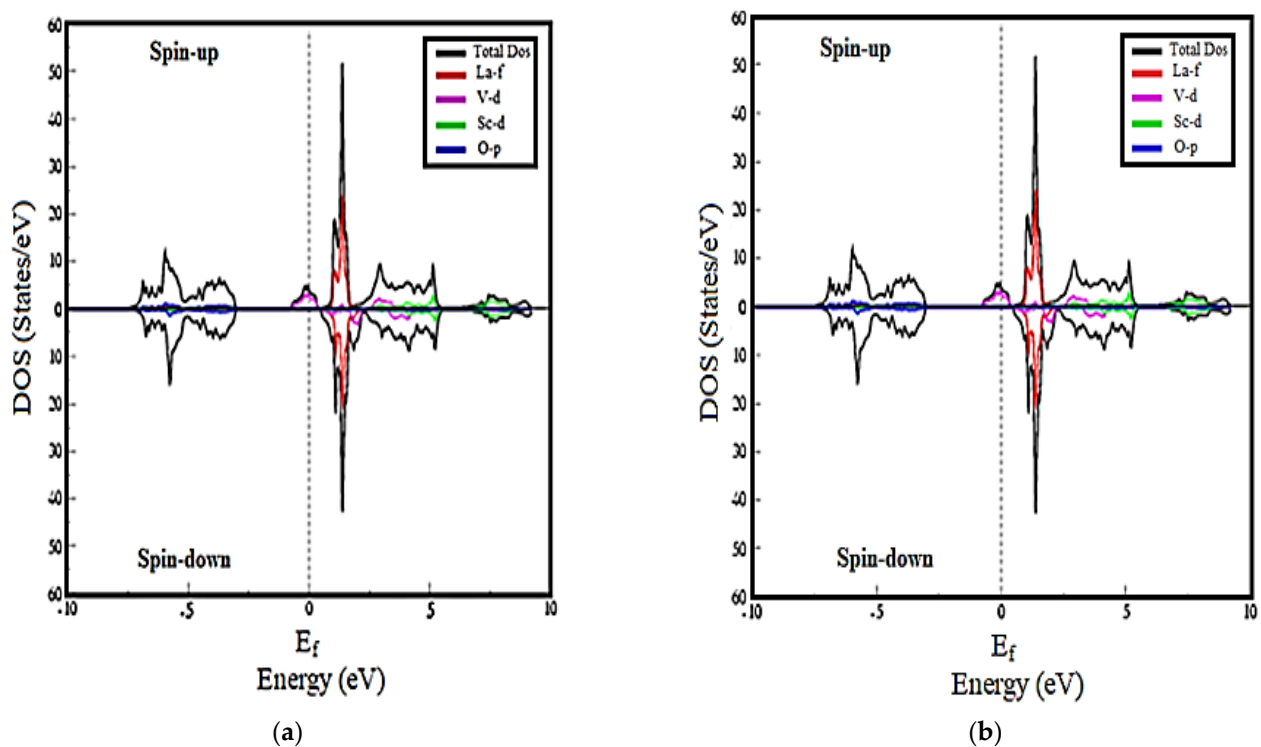 60
50
40
30
20
10
0
10
20
30
40
50
60
DOS (States/eV)
Spin-up
Total Dos
La-f
V-d
Sc-d
O-p
Spin-down
-10
-5
0
5
10
E_f
Energy (eV)
(a)
60
50
40
30
20
10
0
10
20
30
40
50
60
DOS (States/eV)
Spin-up
Total Dos
La-f
V-d
Sc-d
O-p
Spin-down
-10
-5
0
5
10
E_f
Energy (eV)
(b)